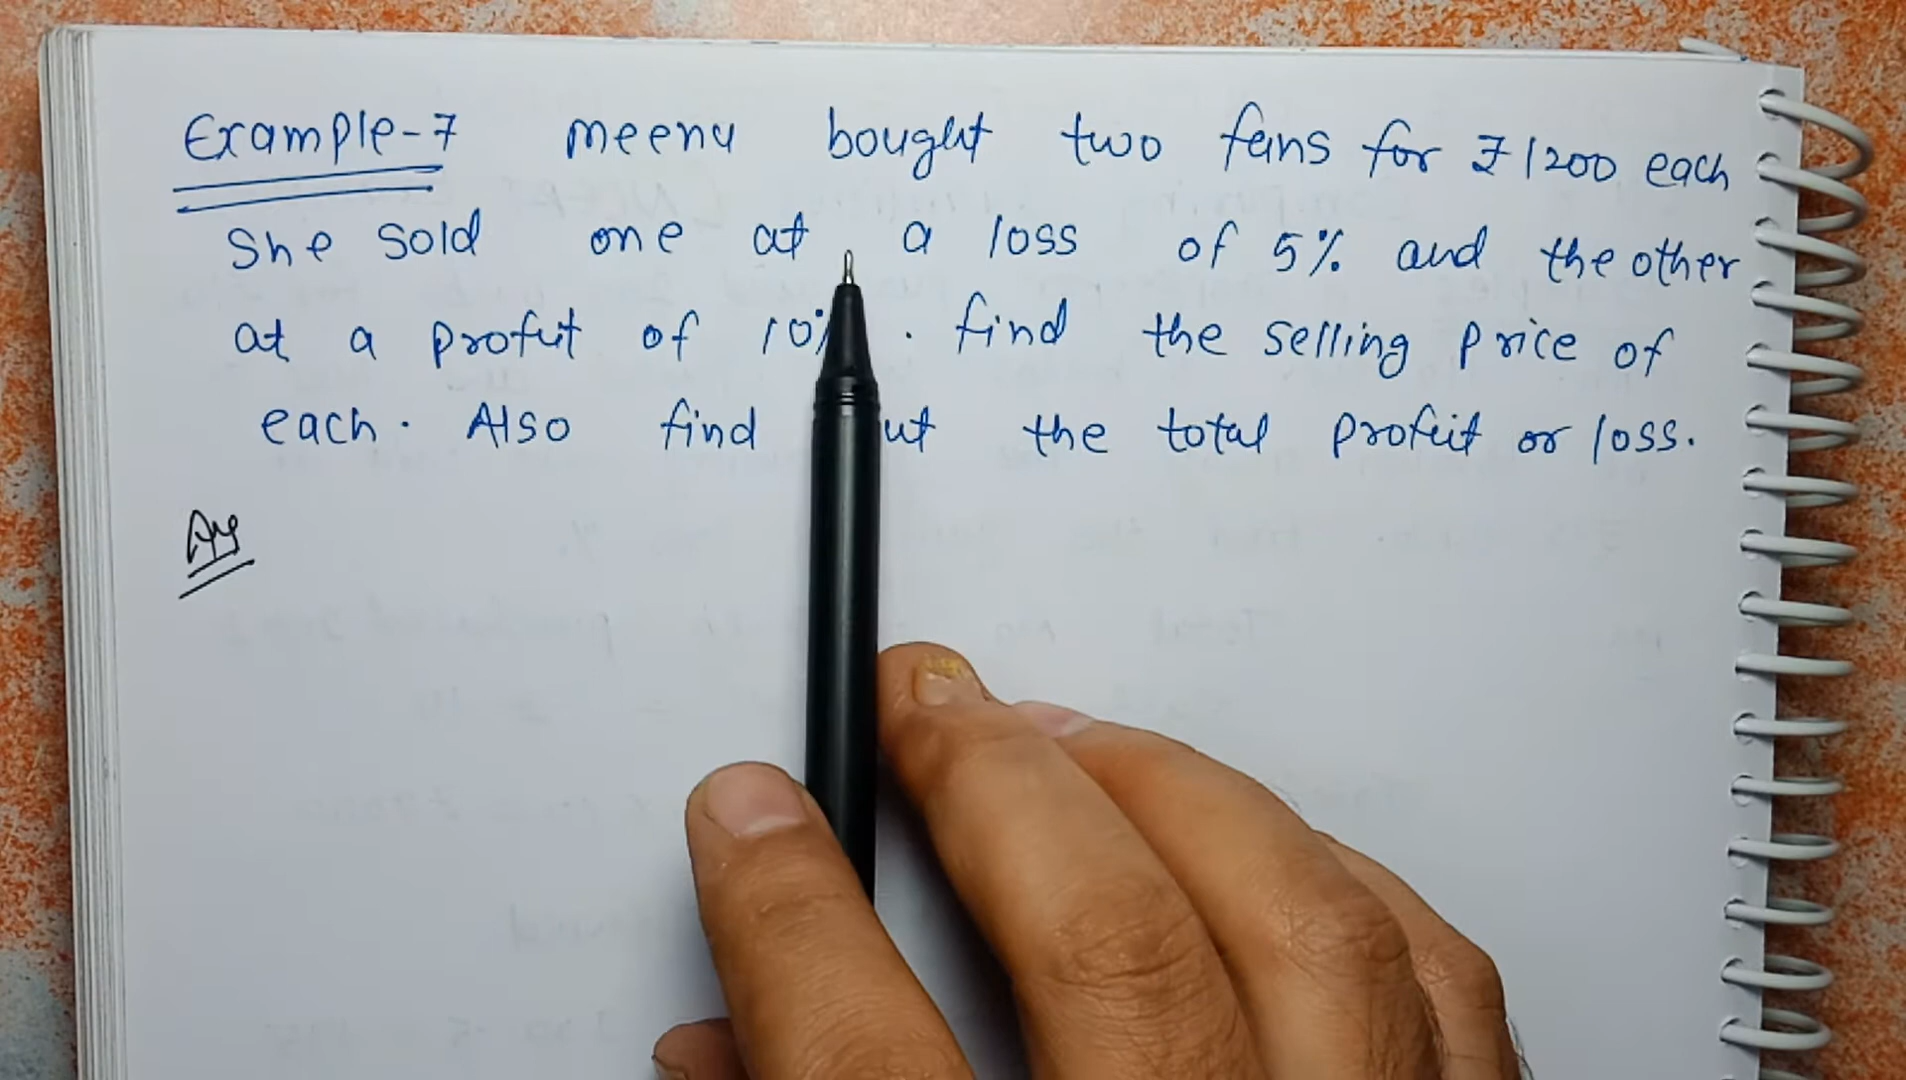 Example-7 meenu bought two fans for ₹1200 each
She sold one at a loss of 5% and the other
at a profit of 10%. find the selling price of
each. Also find ut the total profit or loss.